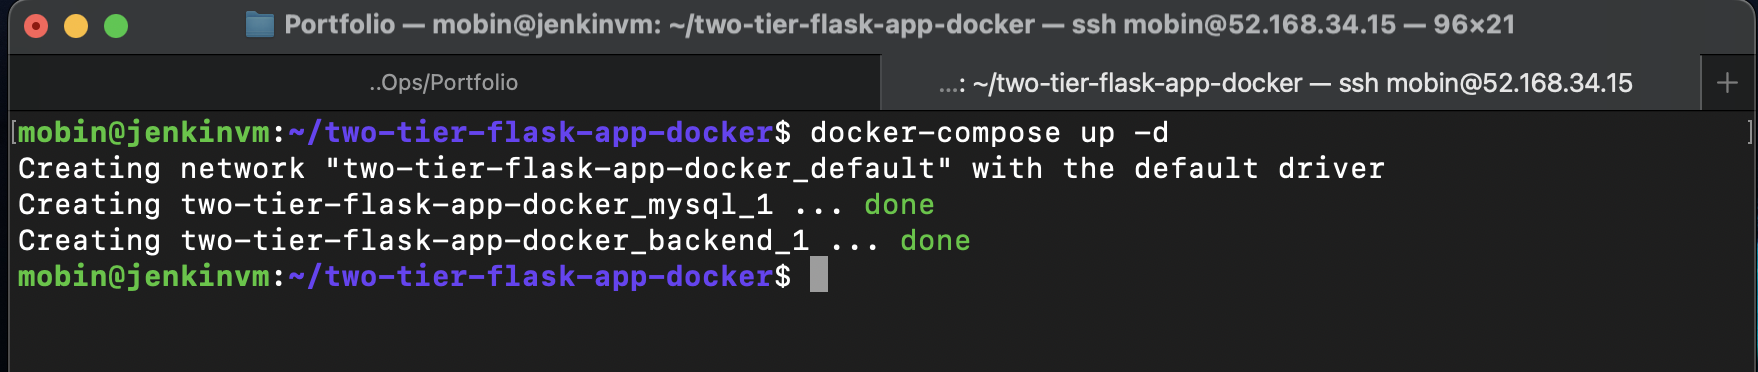 Portfolio — mobin@jenkinvm: ~/two-tier-flask-app-docker — ssh mobin@52.168.34.15 — 96×21
..Ops/Portfolio
...: ~/two-tier-flask-app-docker — ssh mobin@52.168.34.15
+
[mobin@jenkinvm:~/two-tier-flask-app-docker$ docker-compose up -d ]
Creating network "two-tier-flask-app-docker_default" with the default driver
Creating two-tier-flask-app-docker_mysql_1 ... done
Creating two-tier-flask-app-docker_backend_1 ... done
mobin@jenkinvm:~/two-tier-flask-app-docker$